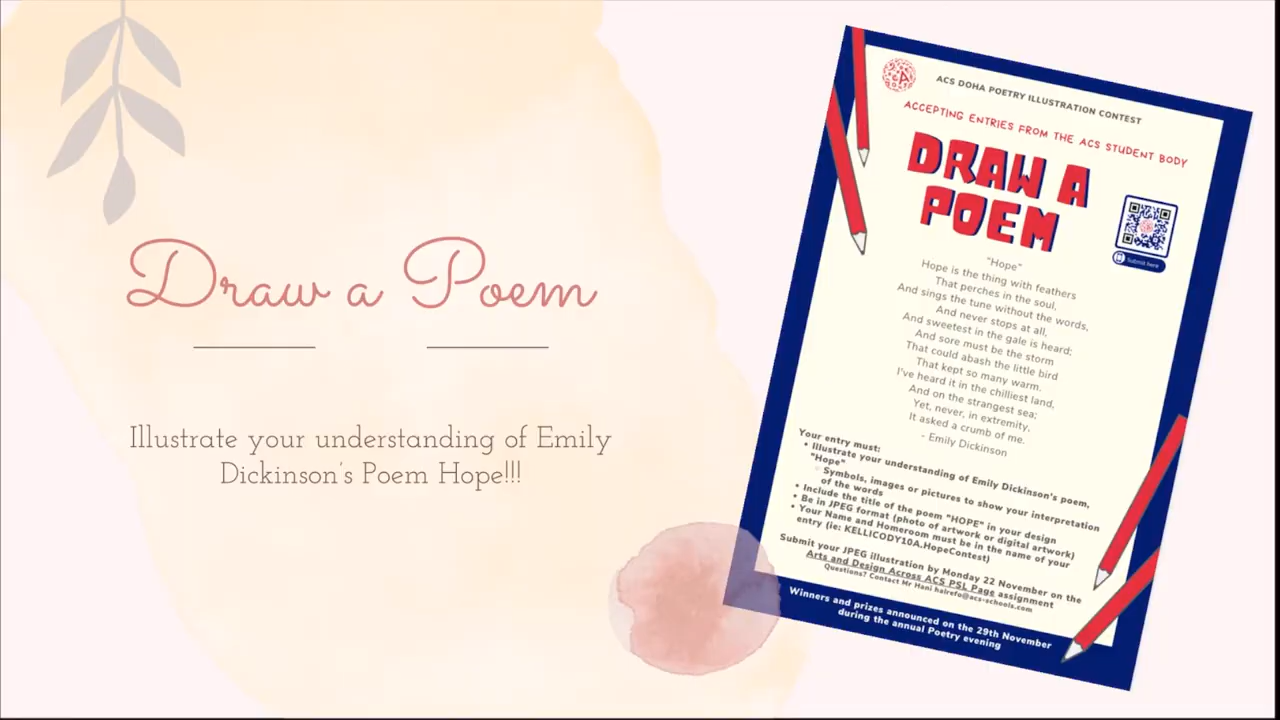 Draw a Poem
Illustrate your understanding of Emily
Dickinson's Poem Hope!!!
ACS DOHA POETRY ILLUSTRATION CONTEST
ACCEPTING ENTRIES FROM THE ACS STUDENT BODY
DRAW A
POEM
Submit here
"Hope"
Hope is the thing with feathers
That perches in the soul,
And sings the tune without the words,
And never stops at all,
And sweetest in the gale is heard;
And sore must be the storm
That could abash the little bird
That kept so many warm.
I've heard it in the chilliest land,
And on the strangest sea;
Yet, never, in extremity,
It asked a crumb of me.
- Emily Dickinson
Your entry must:
• Illustrate your understanding of Emily Dickinson's poem,
"Hope"
◦ Symbols, images or pictures to show your interpretation
of the words
• Include the title of the poem "HOPE" in your design
• Be in JPEG format (photo of artwork or digital artwork)
• Your Name and Homeroom must be in the name of your
entry (ie: KELLICODY10A.HopeContest)
Submit your JPEG illustration by Monday 22 November on the
Arts and Design Across ACS PSL Page assignment
Questions? Contact Mr Hani halrefo@acs-schools.com
Winners and prizes announced on the 29th November
during the annual Poetry evening